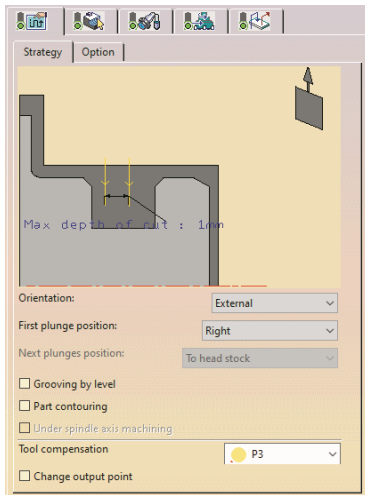 Strategy Option
Max depth of cut : 1mm
Orientation: External
First plunge position: Right
Next plunges position: To head stock
Grooving by level
Part contouring
Under spindle axis machining
Tool compensation P3
Change output point